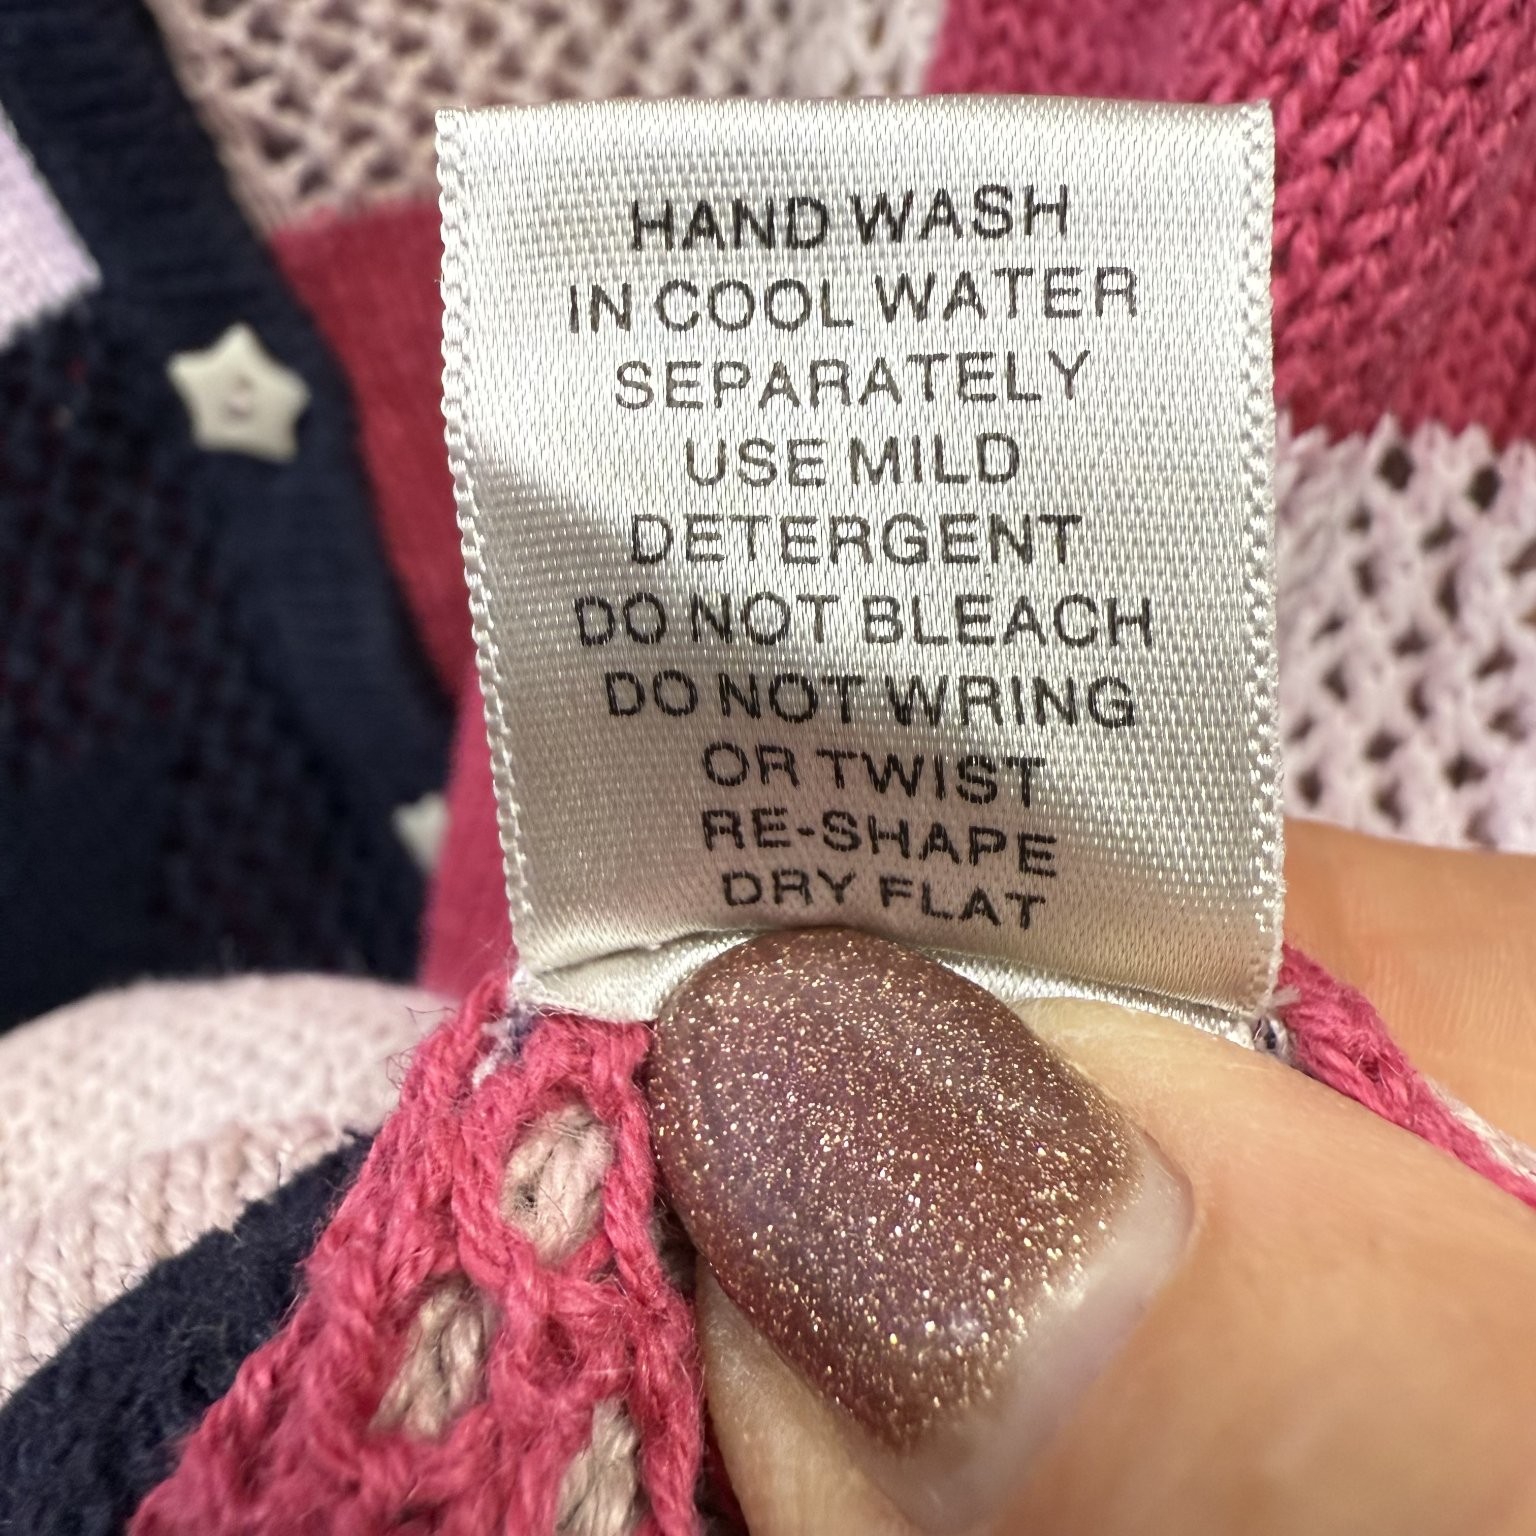 HAND WASH
IN COOL WATER
SEPARATELY
USE MILD
DETERGENT
DO NOT BLEACH
DO NOT WRING
OR TWIST
RE-SHAPE
DRY FLAT